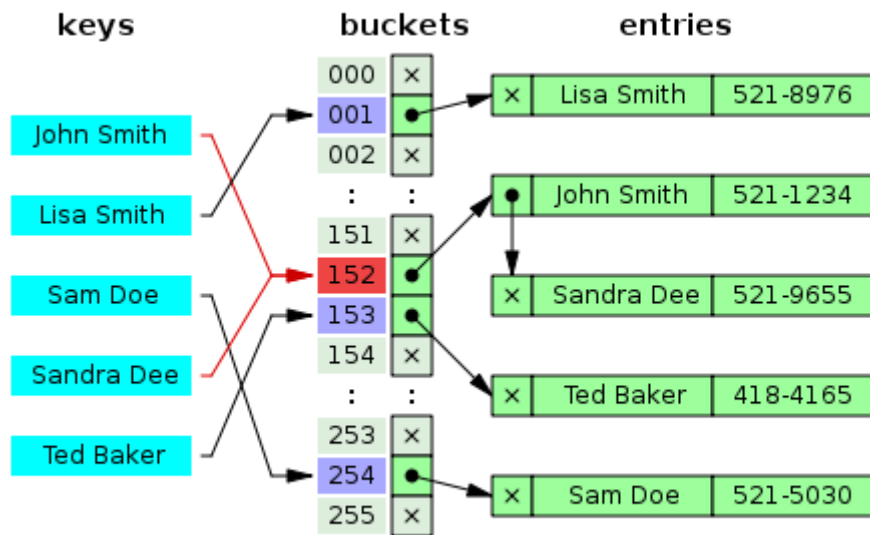 keys
buckets
entries
John Smith
Lisa Smith
Sam Doe
Sandra Dee
Ted Baker
000 ×
001
002 ×
: :
151 ×
152
153
154 ×
: :
253 ×
254
255 ×
× Lisa Smith 521-8976
John Smith 521-1234
× Sandra Dee 521-9655
× Ted Baker 418-4165
× Sam Doe 521-5030